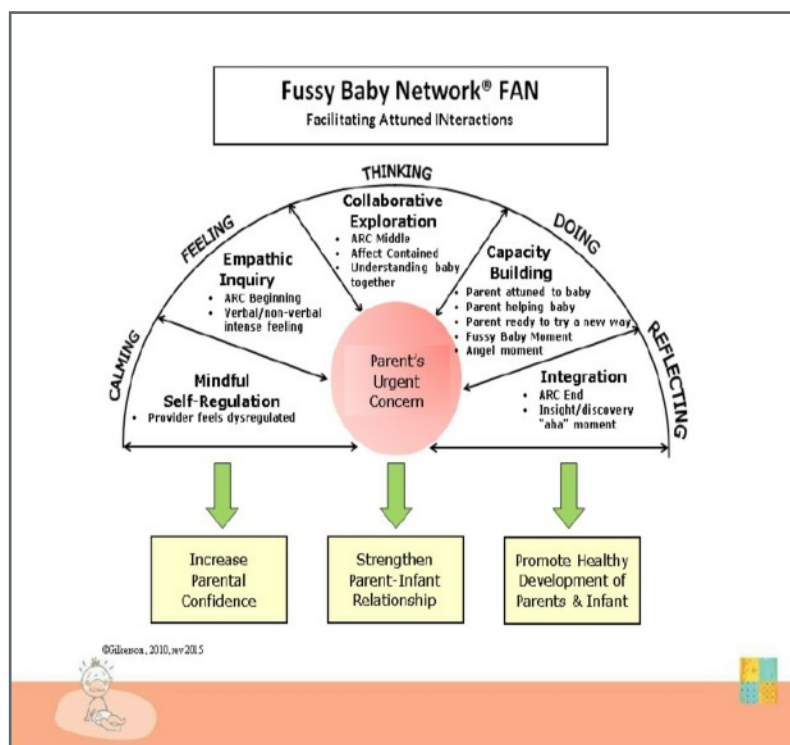 Fussy Baby Network® FAN
Facilitating Attuned INteractions
CALMING
FEELING
THINKING
DOING
REFLECTING
Mindful
Self-Regulation
• Provider feels dysregulated
Empathic
Inquiry
• ARC Beginning
• Verbal/non-verbal
intense feeling
Collaborative
Exploration
• ARC Middle
• Affect Contained
• Understanding baby
together
Capacity
Building
• Parent attuned to baby
• Parent helping baby
• Parent ready to try a new way
• Fussy Baby Moment
• Angel moment
Integration
• ARC End
• Insight/discovery
"aha" moment
Parent's
Urgent
Concern
Increase
Parental
Confidence
Strengthen
Parent-Infant
Relationship
Promote Healthy
Development of
Parents & Infant
©Gilkerson, 2010, rev 2015